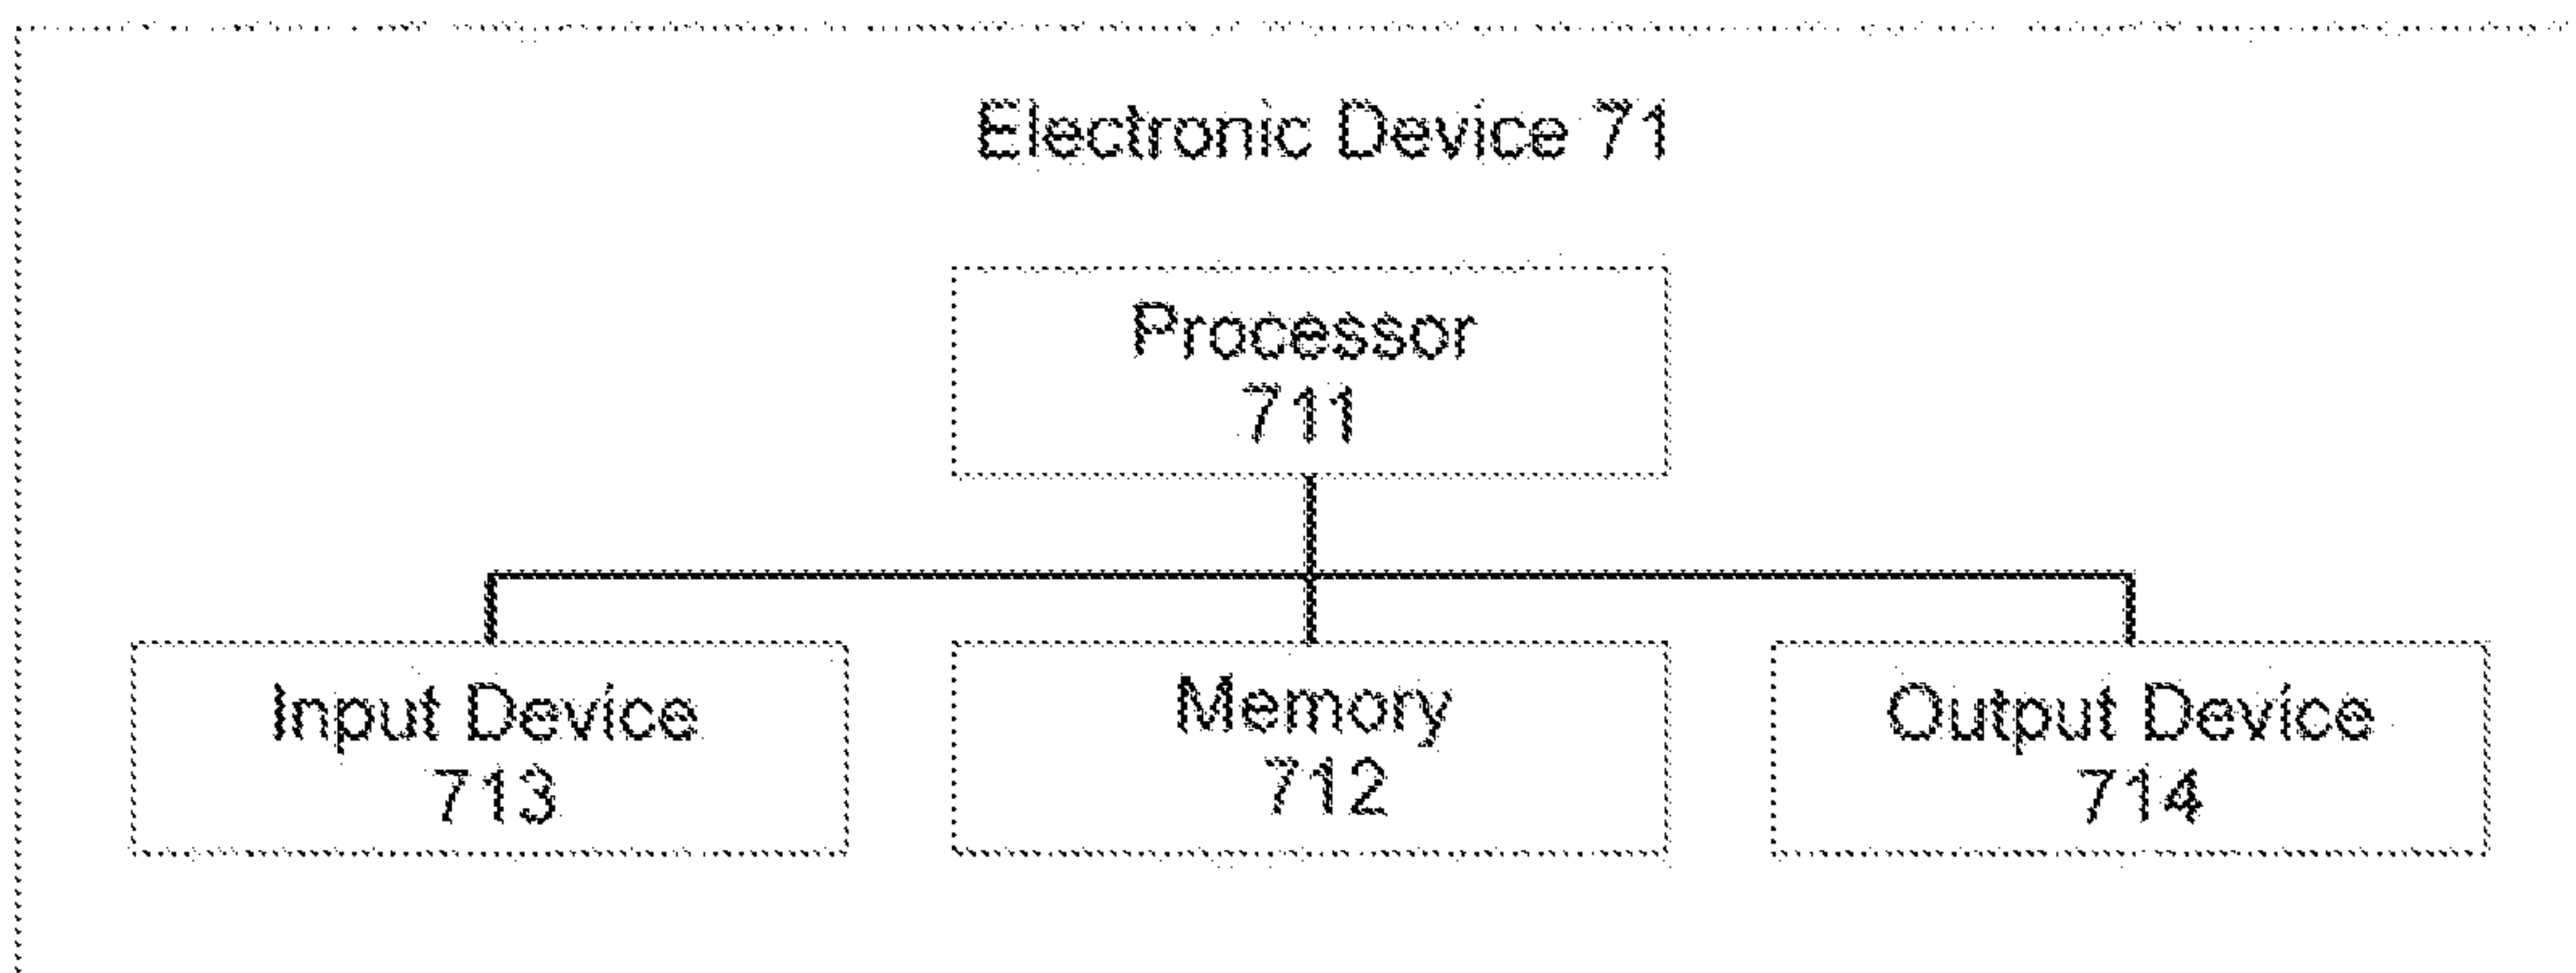 Electronic Device 71
Processor
711
Input Device
713
Memory
712
Output Device
714